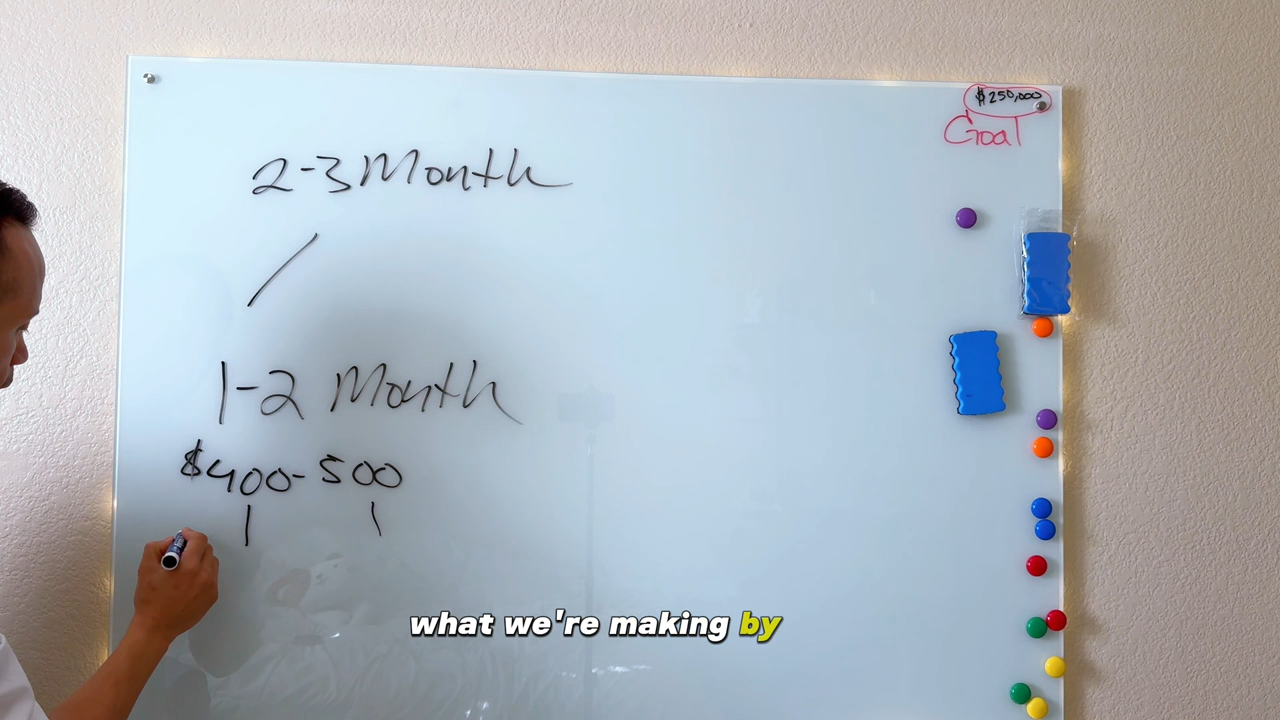 $250,000
Goal
2-3 Month
1-2 Month
$400-500
what we're making by